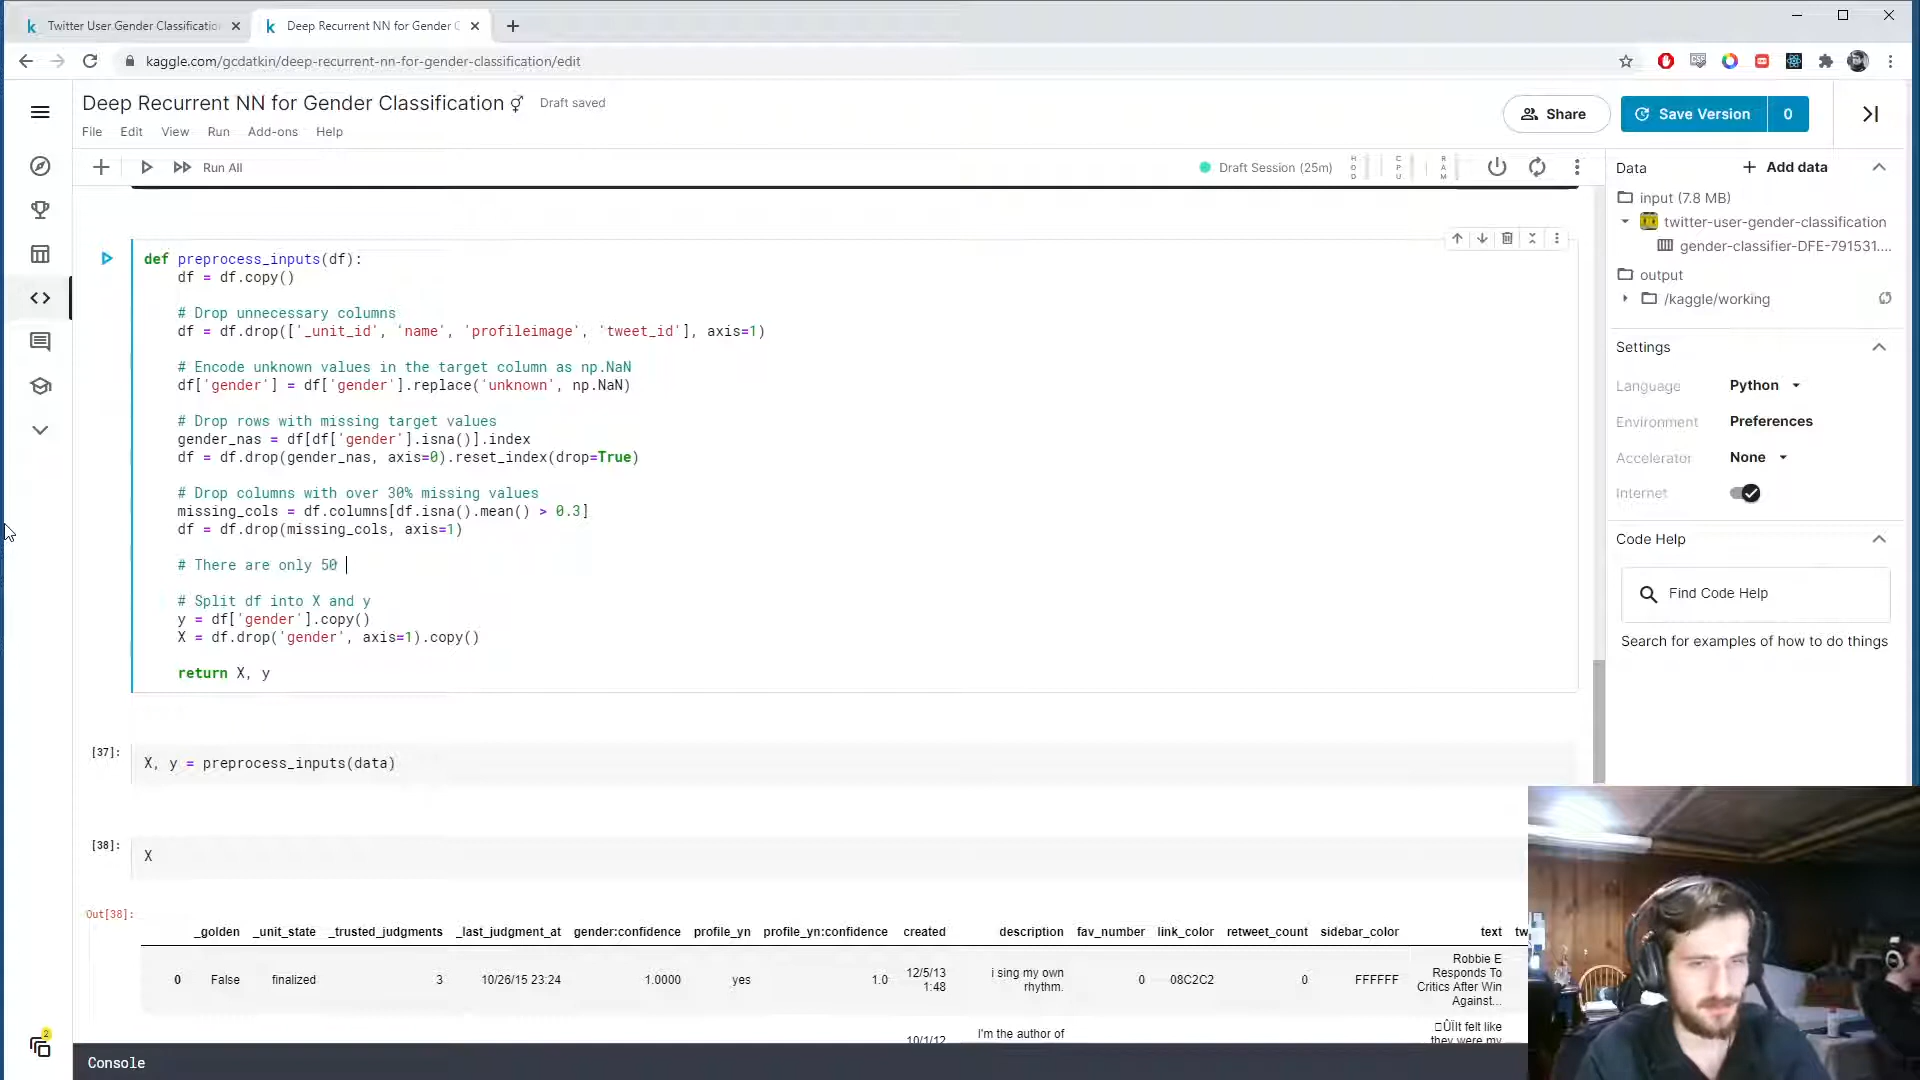 Twitter User Gender Classification
Deep Recurrent NN for Gender C
kaggle.com/gcdatkin/deep-recurrent-nn-for-gender-classification/edit
Deep Recurrent NN for Gender Classification ⚥ Draft saved
File Edit View Run Add-ons Help
Share
Save Version 0
Run All
Draft Session (25m)
HDD
CPU
RAM
def preprocess_inputs(df):
df = df.copy()
# Drop unnecessary columns
df = df.drop(['_unit_id', 'name', 'profileimage', 'tweet_id'], axis=1)
# Encode unknown values in the target column as np.NaN
df['gender'] = df['gender'].replace('unknown', np.NaN)
# Drop rows with missing target values
gender_nas = df[df['gender'].isna()].index
df = df.drop(gender_nas, axis=0).reset_index(drop=True)
# Drop columns with over 30% missing values
missing_cols = df.columns[df.isna().mean() > 0.3]
df = df.drop(missing_cols, axis=1)
# There are only 50
# Split df into X and y
y = df['gender'].copy()
X = df.drop('gender', axis=1).copy()
return X, y
[37]:
X, y = preprocess_inputs(data)
[38]:
X
Out[38]:
_golden _unit_state _trusted_judgments _last_judgment_at gender:confidence profile_yn profile_yn:confidence created description fav_number link_color retweet_count sidebar_color text tw
0 False finalized 3 10/26/15 23:24 1.0000 yes 1.0 12/5/13 1:48 i sing my own rhythm. 0 08C2C2 0 FFFFFF Robbie E Responds To Critics After Win Against...
10/1/12 I'm the author of □ÛÏIt felt like they were my
Console
2
Data
Add data
input (7.8 MB)
twitter-user-gender-classification
gender-classifier-DFE-791531....
output
/kaggle/working
Settings
Language Python
Environment Preferences
Accelerator None
Internet
Code Help
Find Code Help
Search for examples of how to do things